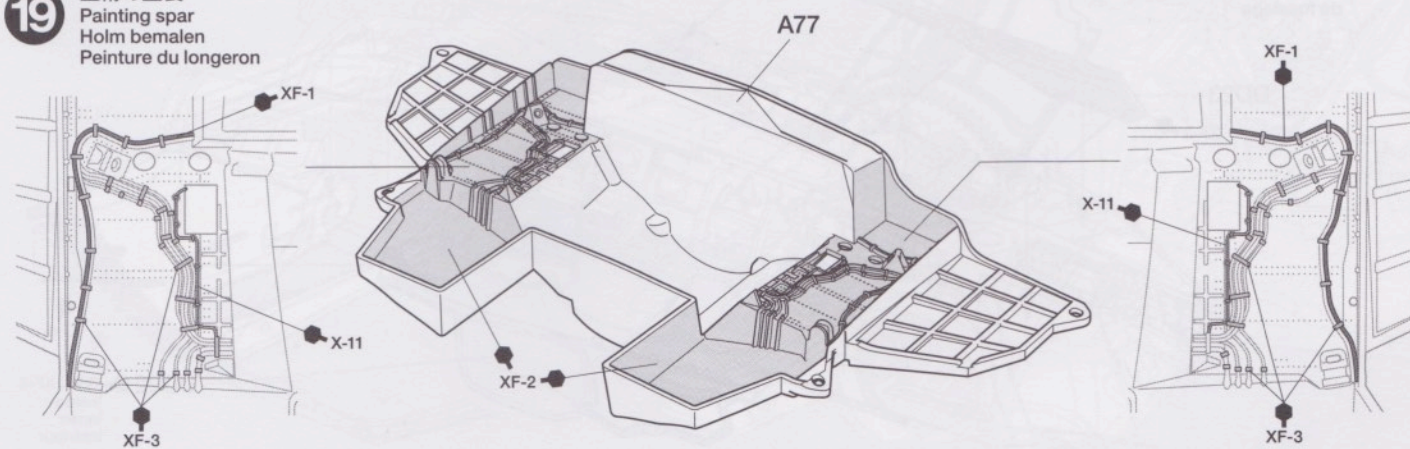 19
Painting spar
Holm bemalen
Peinture du longeron
A77
XF-1
XF-1
X-11
X-11
XF-2
XF-3
XF-3